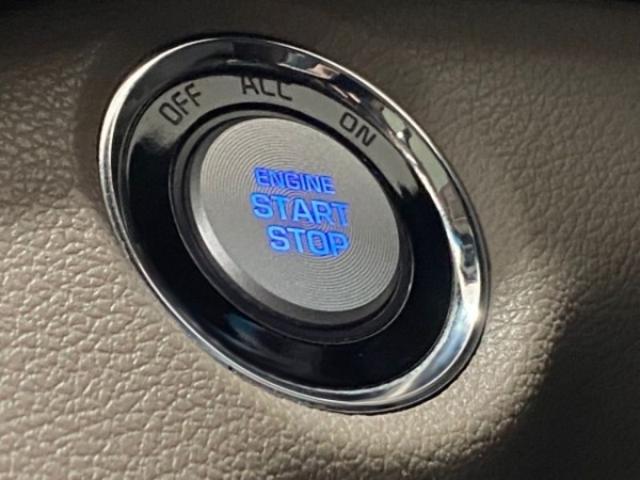 OFF ACC ON
ENGINE
START
STOP